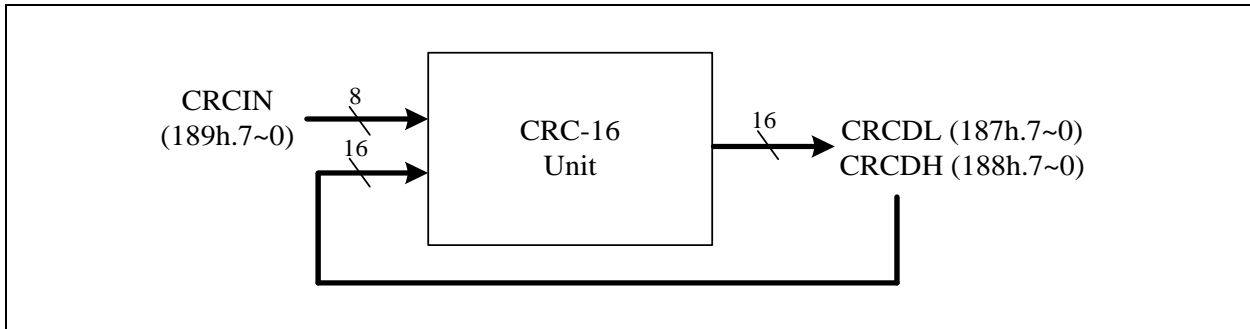 8
CRCIN
(189h.7~0)
16
CRC-16
Unit
16
CRCDL (187h.7~0)
CRCDH (188h.7~0)